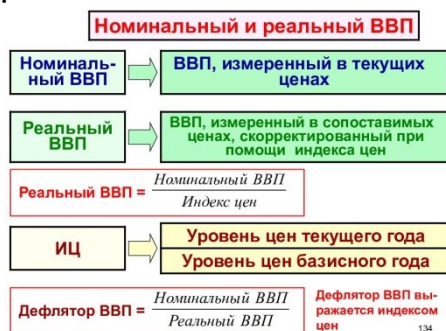 Номинальный и реальный ВВП
Номиналь-
ный ВВП
ВВП, измеренный в текущих
ценах
Реальный
ВВП
ВВП, измеренный в сопоставимых
ценах, скорректированный при
помощи индекса цен
Реальный ВВП = Номинальный ВВП
Индекс цен
ИЦ
Уровень цен текущего года
Уровень цен базисного года
Дефлятор ВВП = Номинальный ВВП
Реальный ВВП
Дефлятор ВВП вы-
ражается индексом
цен
134